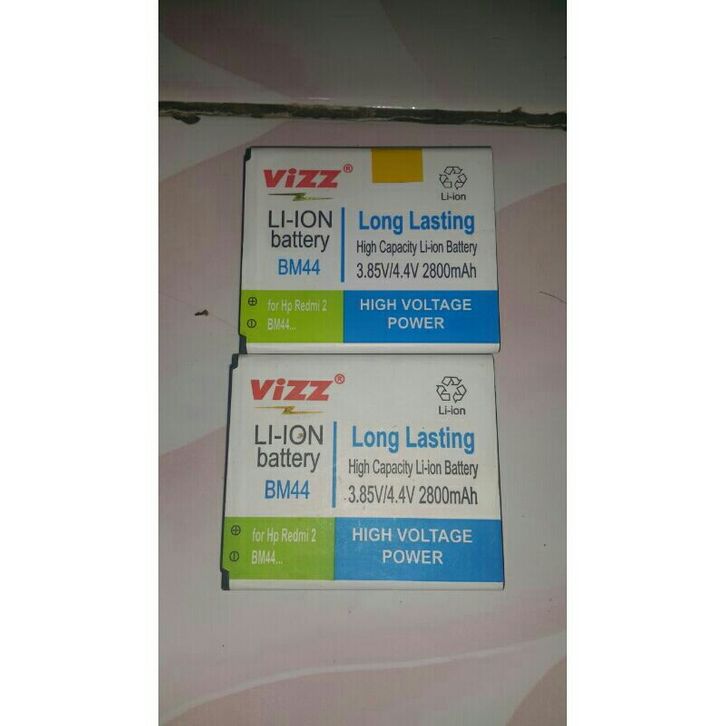 ViZZ®
Li-ion
LI-ION
battery
BM44
Long Lasting
High Capacity Li-ion Battery
3.85V/4.4V 2800mAh
for Hp Redmi 2
BM44...
HIGH VOLTAGE
POWER
ViZZ®
Li-ion
LI-ION
battery
BM44
Long Lasting
High Capacity Li-ion Battery
3.85V/4.4V 2800mAh
for Hp Redmi 2
BM44...
HIGH VOLTAGE
POWER